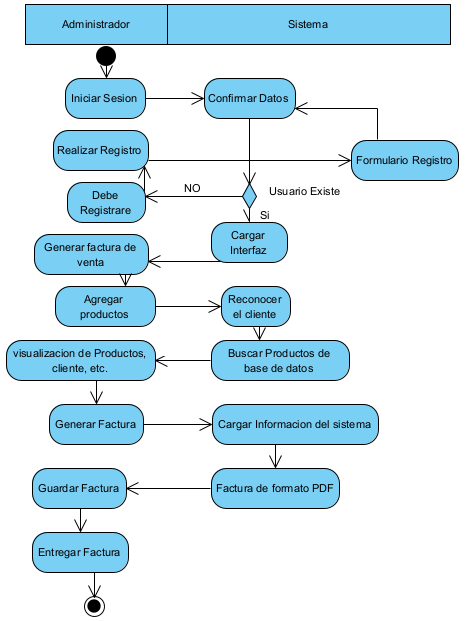 Administrador
Sistema
Iniciar Sesion
Confirmar Datos
Realizar Registro
Formulario Registro
NO
Usuario Existe
Debe
Registrare
Si
Cargar
Interfaz
Generar factura de
venta
Agregar
productos
Reconocer
el cliente
visualizacion de Productos,
cliente, etc.
Buscar Productos de
base de datos
Generar Factura
Cargar Informacion del sistema
Guardar Factura
Factura de formato PDF
Entregar Factura